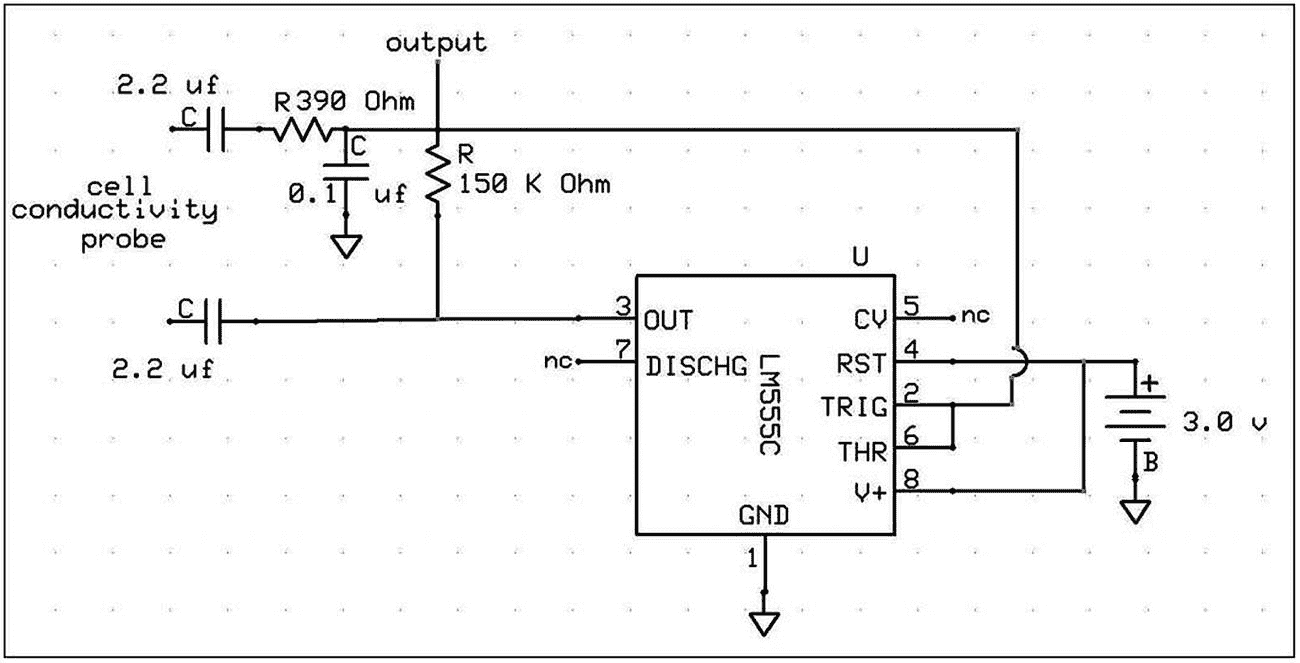 output
2.2 uf
C
R 390 Ohm
C
0.1 uf
R
150 K Ohm
cell
conductivity
probe
C
2.2 uf
U
3 OUT
nc 7 DISCHG
LM555C
CV 5 nc
RST 4
TRIG 2
THR 6
V+ 8
GND
1
+
3.0 v
B